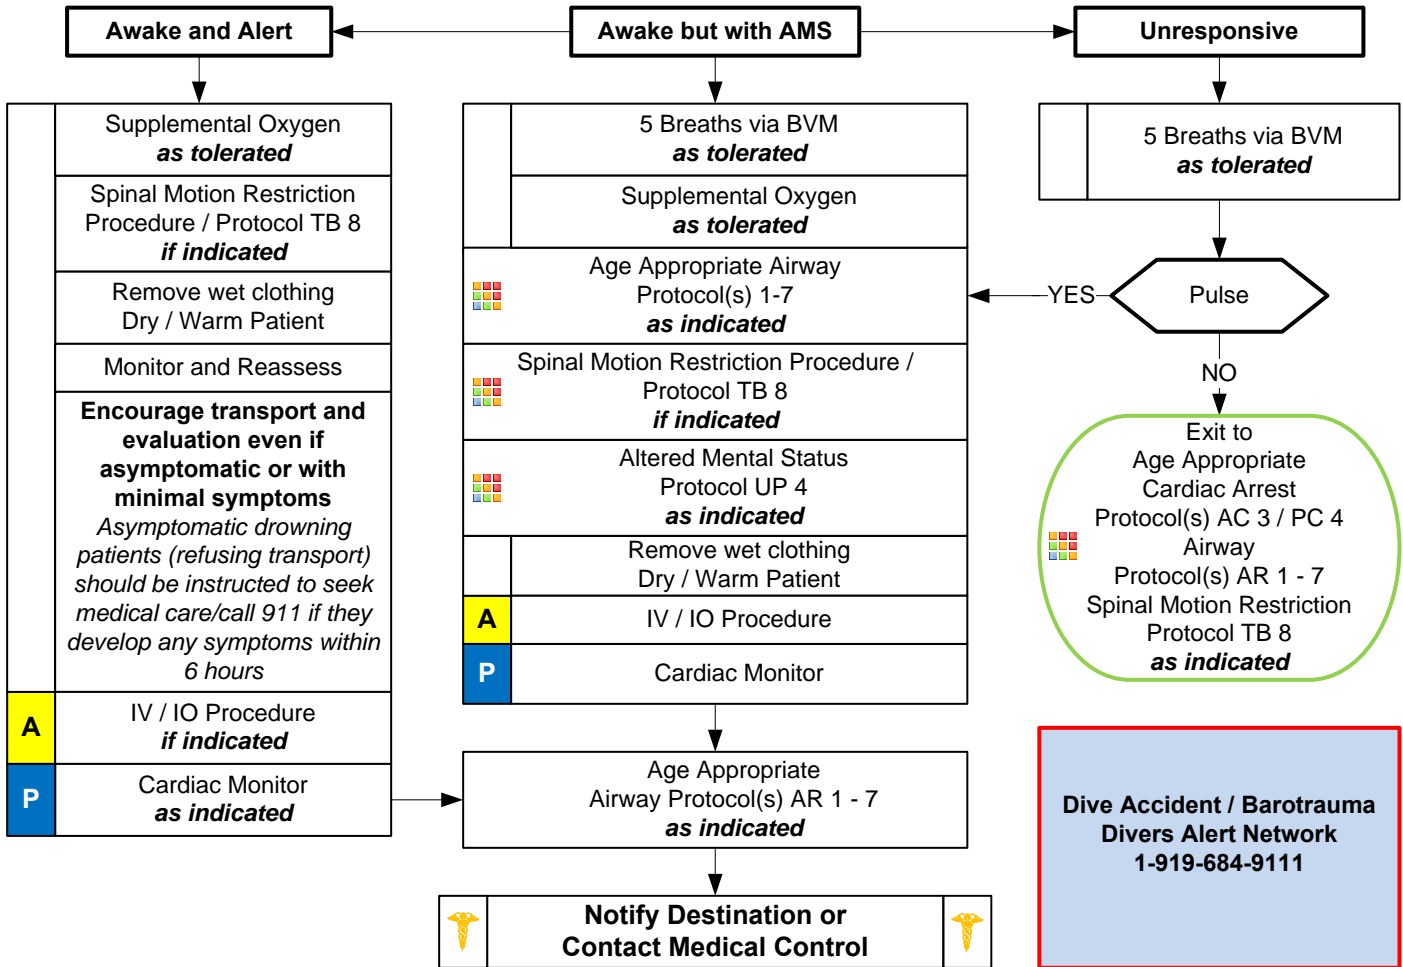 Awake and Alert
Awake but with AMS
Unresponsive
Supplemental Oxygen
as tolerated
Spinal Motion Restriction
Procedure / Protocol TB 8
if indicated
Remove wet clothing
Dry / Warm Patient
Monitor and Reassess
Encourage transport and
evaluation even if
asymptomatic or with
minimal symptoms
Asymptomatic drowning
patients (refusing transport)
should be instructed to seek
medical care/call 911 if they
develop any symptoms within
6 hours
A
IV / IO Procedure
if indicated
P
Cardiac Monitor
as indicated
5 Breaths via BVM
as tolerated
Supplemental Oxygen
as tolerated
Age Appropriate Airway
Protocol(s) 1-7
as indicated
Spinal Motion Restriction Procedure /
Protocol TB 8
if indicated
Altered Mental Status
Protocol UP 4
as indicated
Remove wet clothing
Dry / Warm Patient
A
IV / IO Procedure
P
Cardiac Monitor
Age Appropriate
Airway Protocol(s) AR 1 - 7
as indicated
Notify Destination or
Contact Medical Control
5 Breaths via BVM
as tolerated
YES
Pulse
NO
Exit to
Age Appropriate
Cardiac Arrest
Protocol(s) AC 3 / PC 4
Airway
Protocol(s) AR 1 - 7
Spinal Motion Restriction
Protocol TB 8
as indicated
Dive Accident / Barotrauma
Divers Alert Network
1-919-684-9111